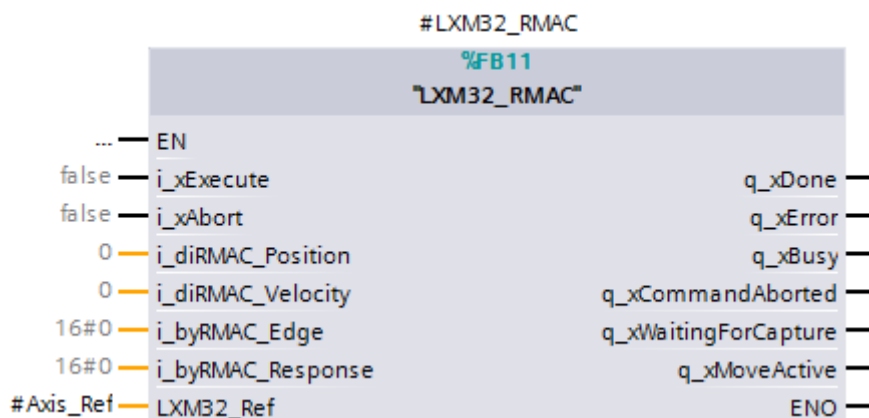 #LXM32_RMAC
%FB11
"LXM32_RMAC"
... EN
false i_xExecute q_xDone
false i_xAbort q_xError
0 i_diRMAC_Position q_xBusy
0 i_diRMAC_Velocity q_xCommandAborted
16#0 i_byRMAC_Edge q_xWaitingForCapture
16#0 i_byRMAC_Response q_xMoveActive
#Axis_Ref LXM32_Ref ENO